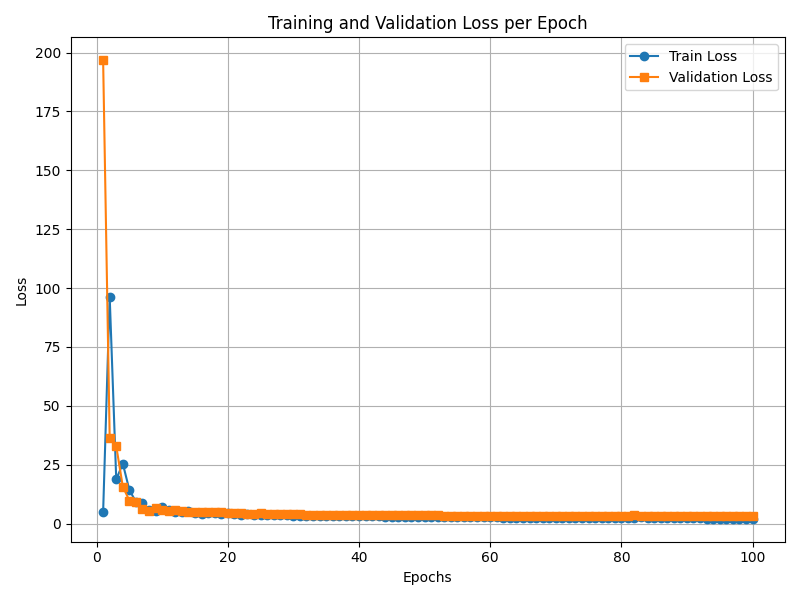 Training and Validation Loss per Epoch
Train Loss
Validation Loss
200
175
150
125
100
75
50
25
0
Loss
0 20 40 60 80 100
Epochs